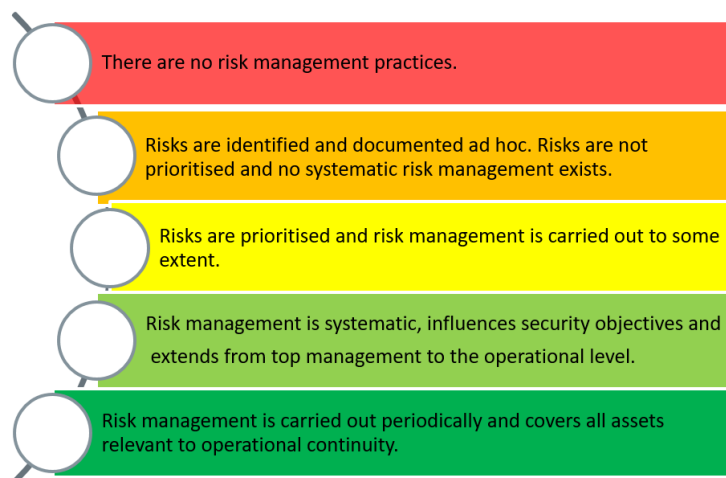 There are no risk management practices.
Risks are identified and documented ad hoc. Risks are not
prioritised and no systematic risk management exists.
Risks are prioritised and risk management is carried out to some
extent.
Risk management is systematic, influences security objectives and
extends from top management to the operational level.
Risk management is carried out periodically and covers all assets
relevant to operational continuity.